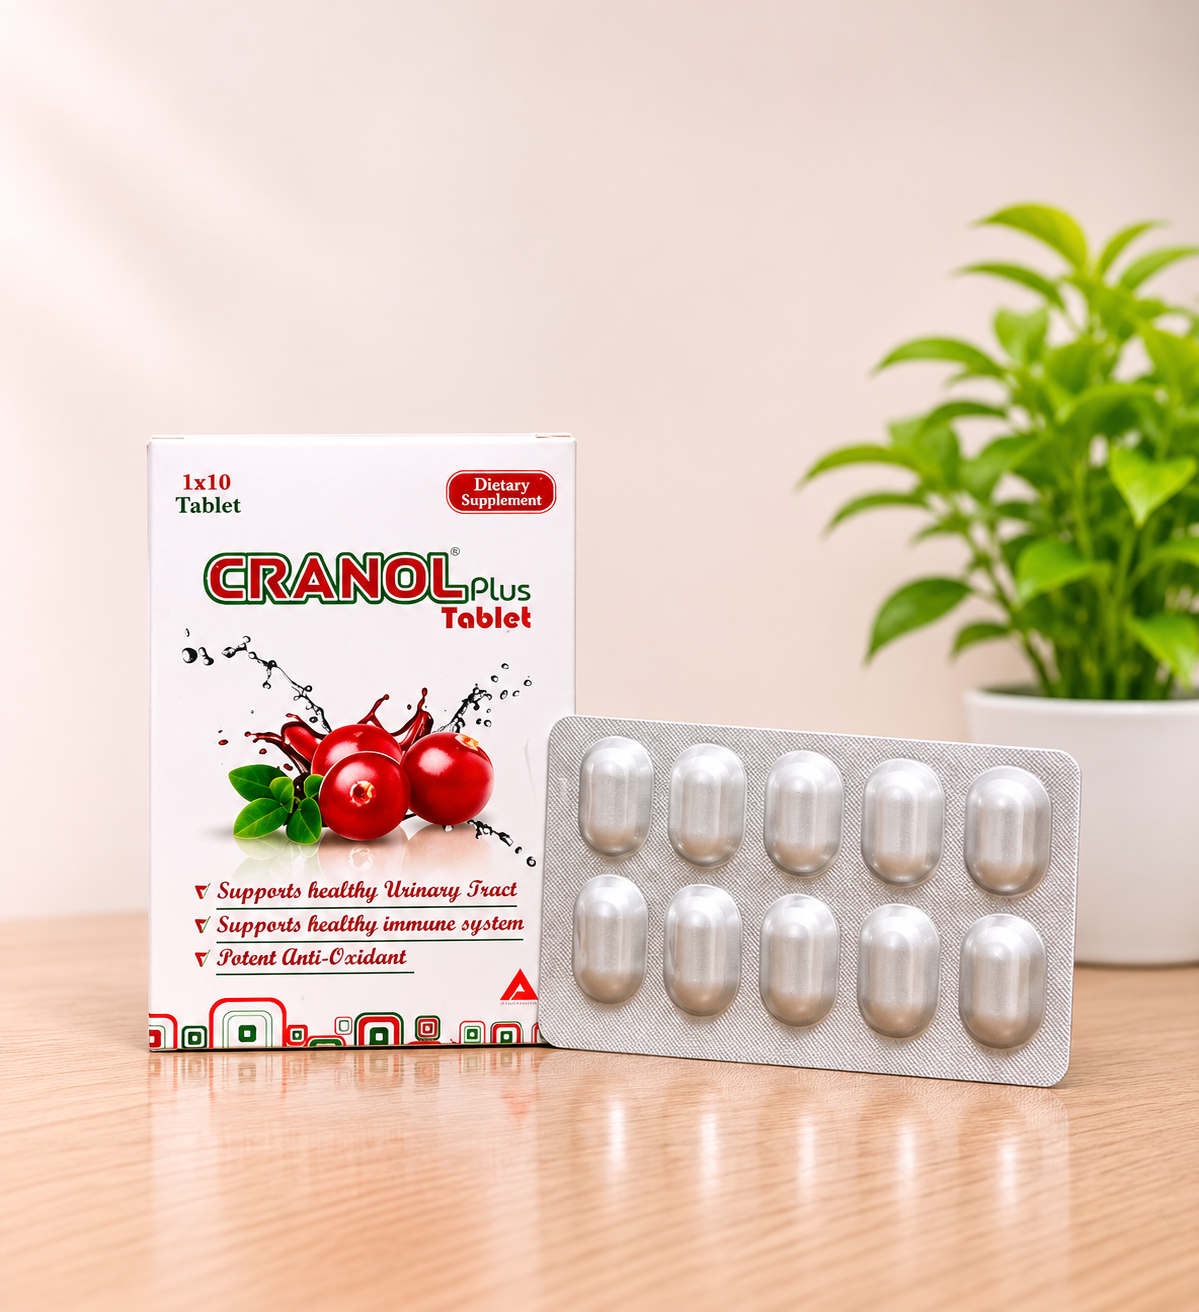 1x10
Tablet
Dietary
Supplement
CRANOL® Plus
Tablet
Supports healthy Urinary Tract
Supports healthy immune system
Potent Anti-Oxidant